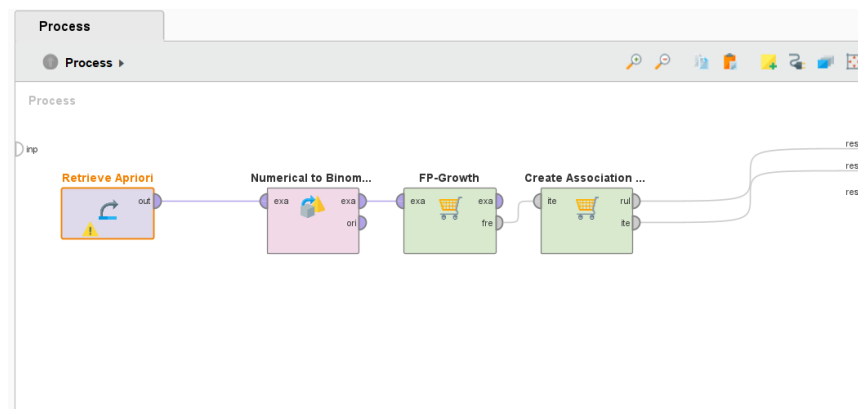 Process
Process
Process
inp
res
res
res
Retrieve Apriori
Numerical to Binom...
FP-Growth
Create Association ...
out
exa
exa
ori
exa
exa
fre
ite
rul
ite